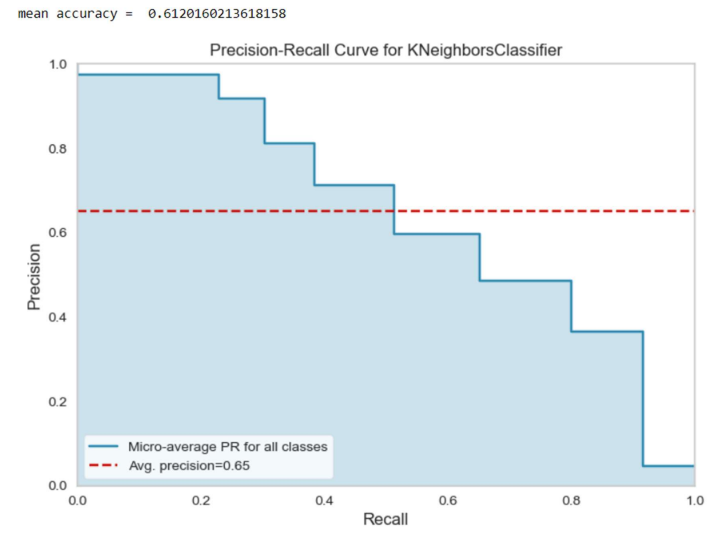 mean accuracy =  0.6120160213618158
Precision-Recall Curve for KNeighborsClassifier
1.0
0.8
0.6
0.4
0.2
0.0
Precision
Micro-average PR for all classes
Avg. precision=0.65
0.0 0.2 0.4 0.6 0.8 1.0
Recall